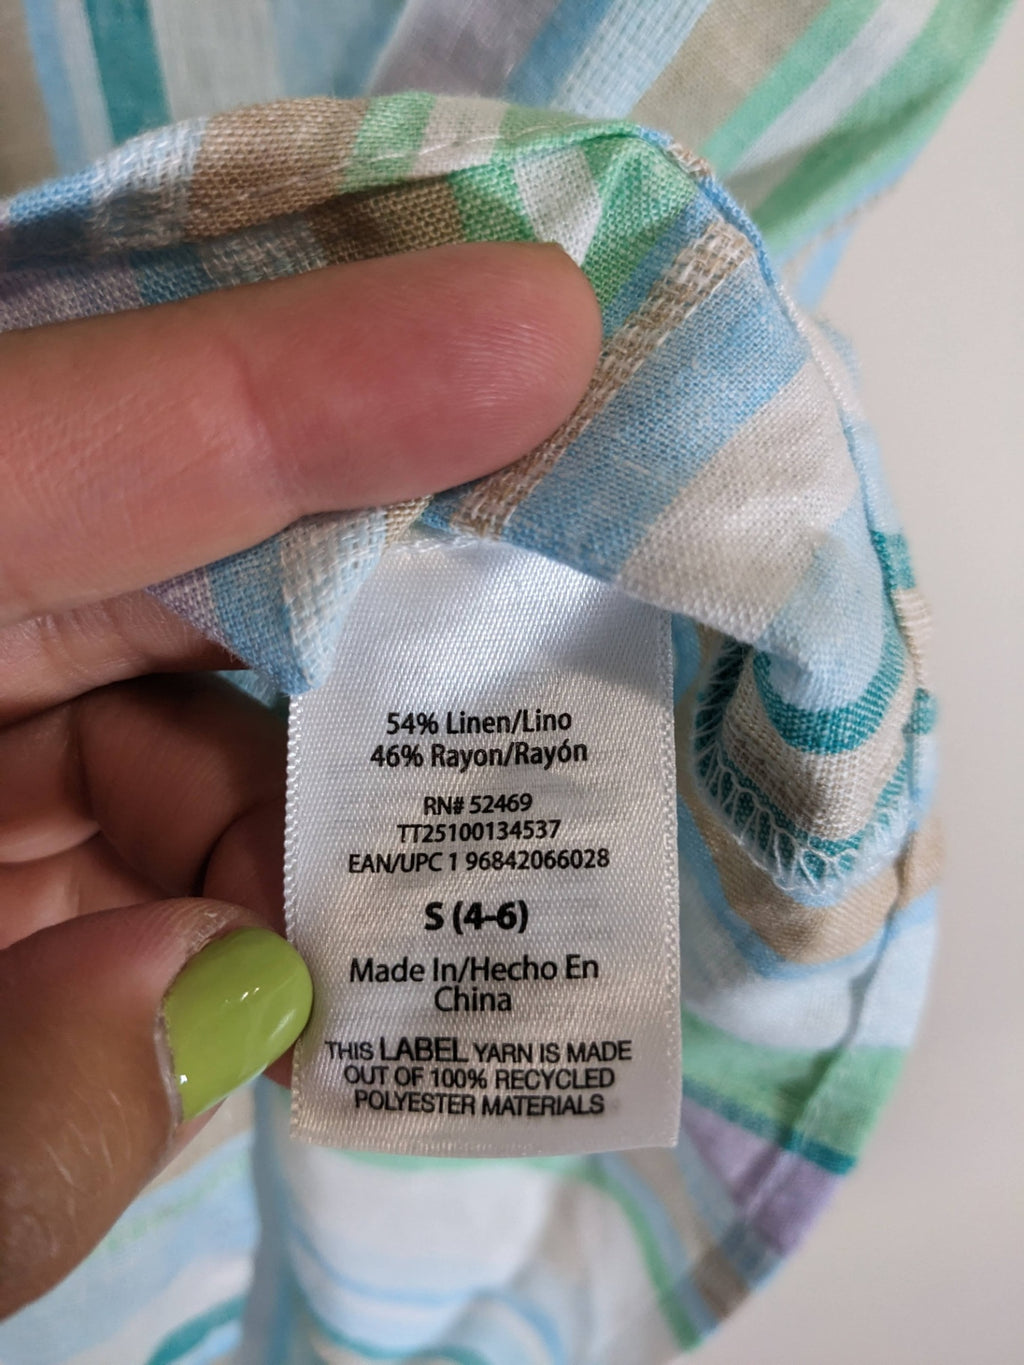 54% Linen/Lino
46% Rayon/Rayón
RN# 52469
TT25100134537
EAN/UPC 1 96842066028
S (4-6)
Made In/Hecho En
China
THIS LABEL YARN IS MADE
OUT OF 100% RECYCLED
POLYESTER MATERIALS